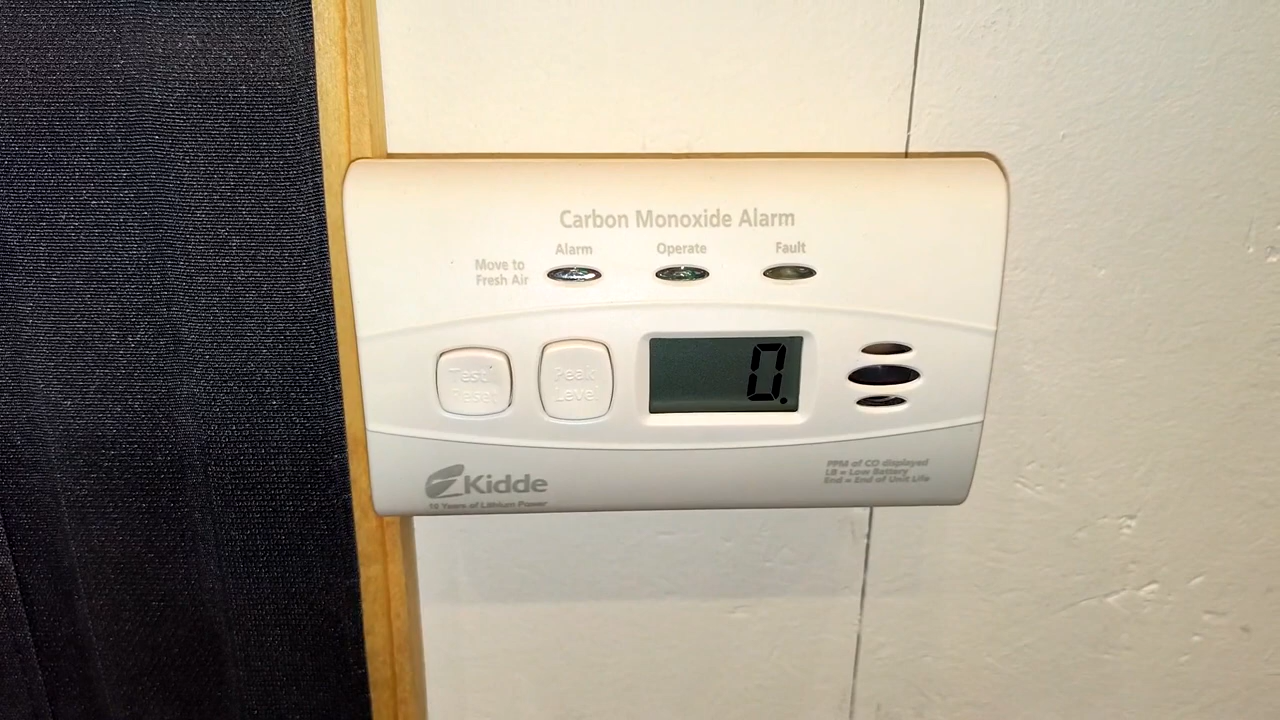 Carbon Monoxide Alarm
Alarm Operate Fault
Move to
Fresh Air
Test
Reset
Peak
Level
0.
Kidde
10 Years of Lithium Power
PPM of CO displayed
LB = Low Battery
End = End of Unit Life